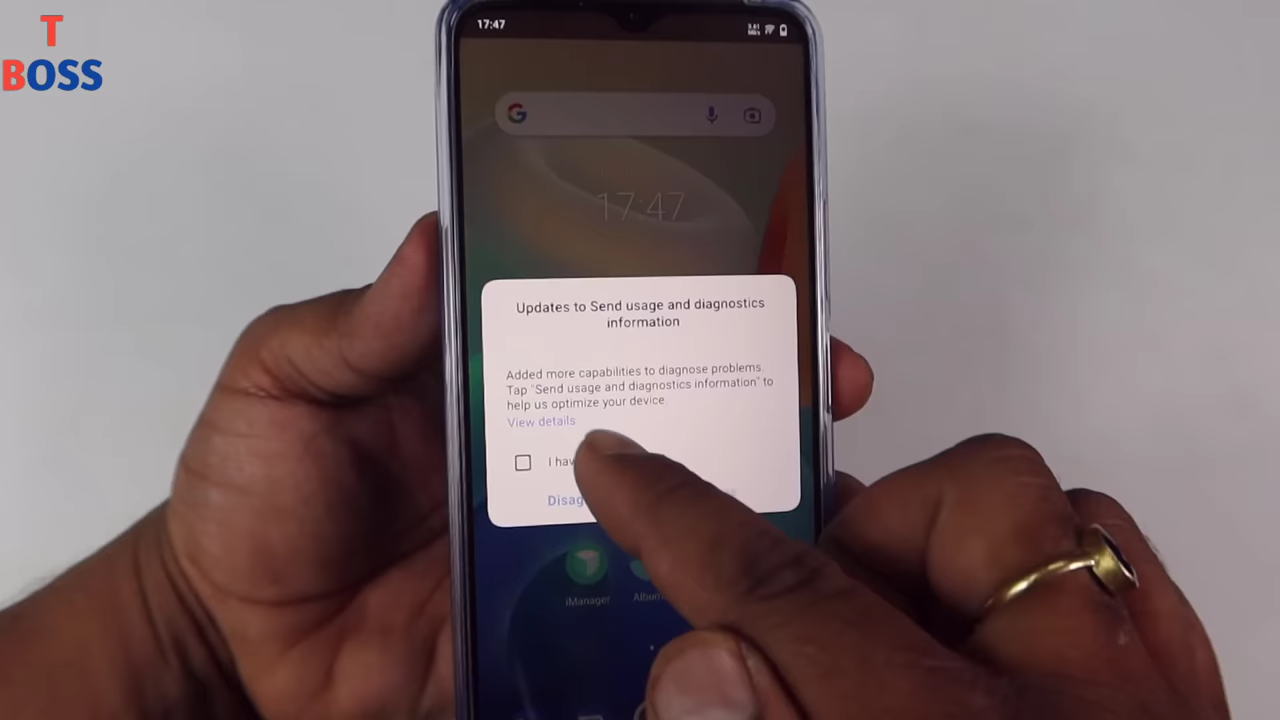 T
BOSS
17:47
17:47
Updates to Send usage and diagnostics
information
Added more capabilities to diagnose problems.
Tap "Send usage and diagnostics information" to
help us optimize your device.
View details
I hav
Disag
iManager
Album